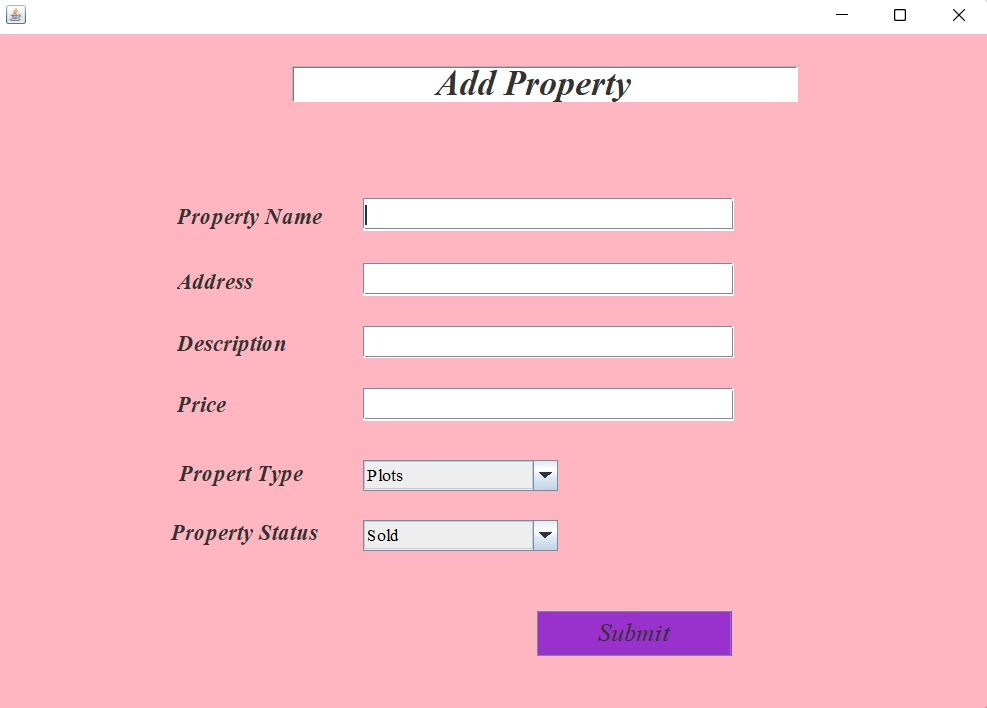 Add Property
Property Name
Address
Description
Price
Propert Type
Plots
Property Status
Sold
Submit